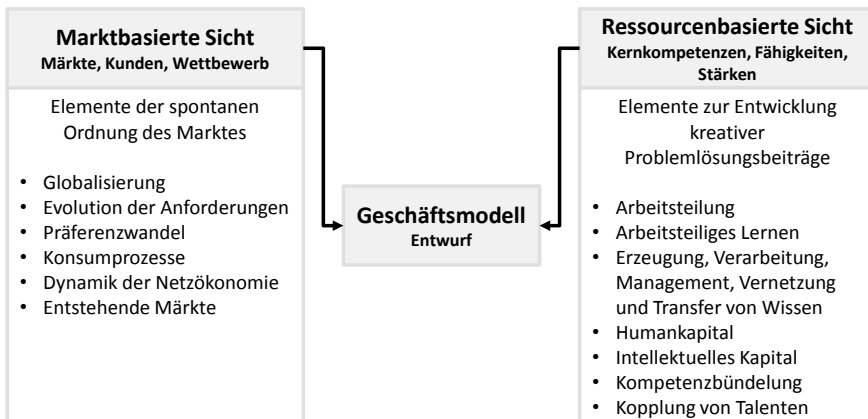 Marktbasierte Sicht
Märkte, Kunden, Wettbewerb
Elemente der spontanen
Ordnung des Marktes
• Globalisierung
• Evolution der Anforderungen
• Präferenzwandel
• Konsumprozesse
• Dynamik der Netzökonomie
• Entstehende Märkte
Geschäftsmodell
Entwurf
Ressourcenbasierte Sicht
Kernkompetenzen, Fähigkeiten,
Stärken
Elemente zur Entwicklung
kreativer
Problemlösungsbeiträge
• Arbeitsteilung
• Arbeitsteiliges Lernen
• Erzeugung, Verarbeitung,
Management, Vernetzung
und Transfer von Wissen
• Humankapital
• Intellektuelles Kapital
• Kompetenzbündelung
• Kopplung von Talenten